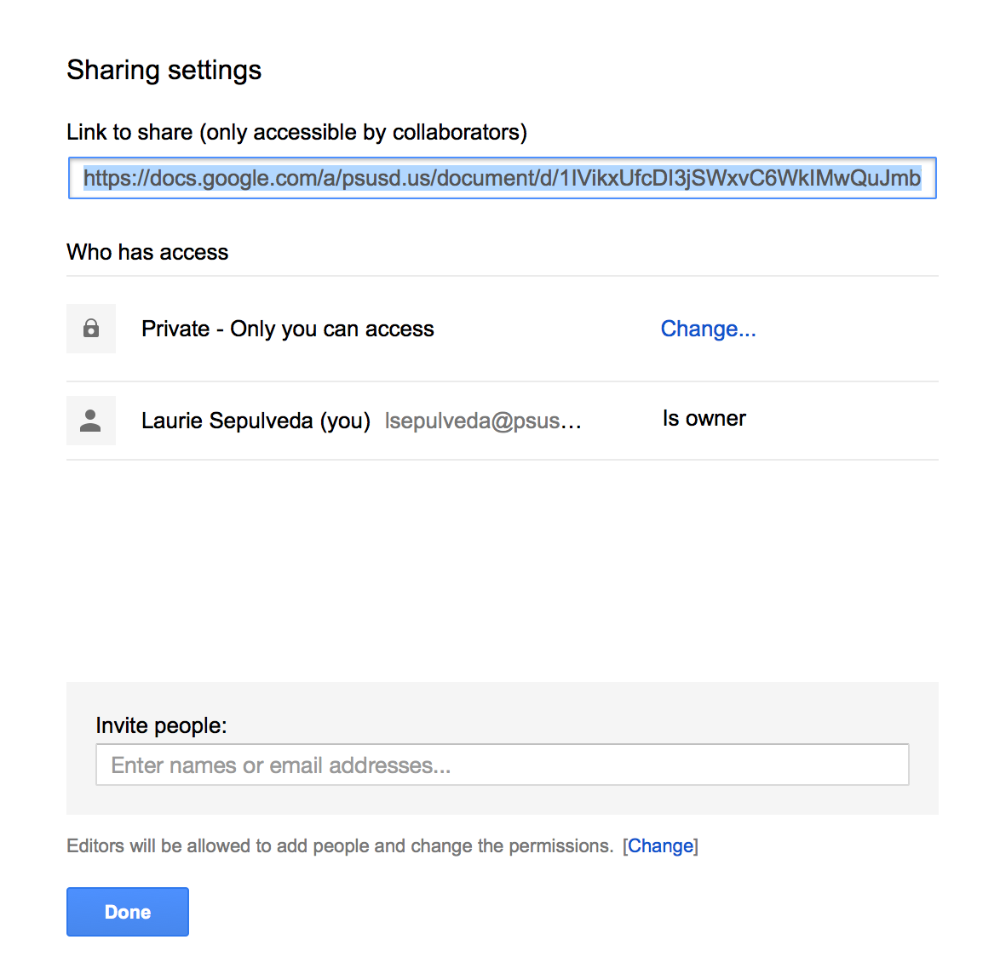 Sharing settings
Link to share (only accessible by collaborators)
https://docs.google.com/a/psusd.us/document/d/1IVikxUfcDI3jSWxvC6WkIMwQuJmb
Who has access
Private - Only you can access Change...
Laurie Sepulveda (you) lsepulveda@psus... Is owner
Invite people:
Enter names or email addresses...
Editors will be allowed to add people and change the permissions. [Change]
Done